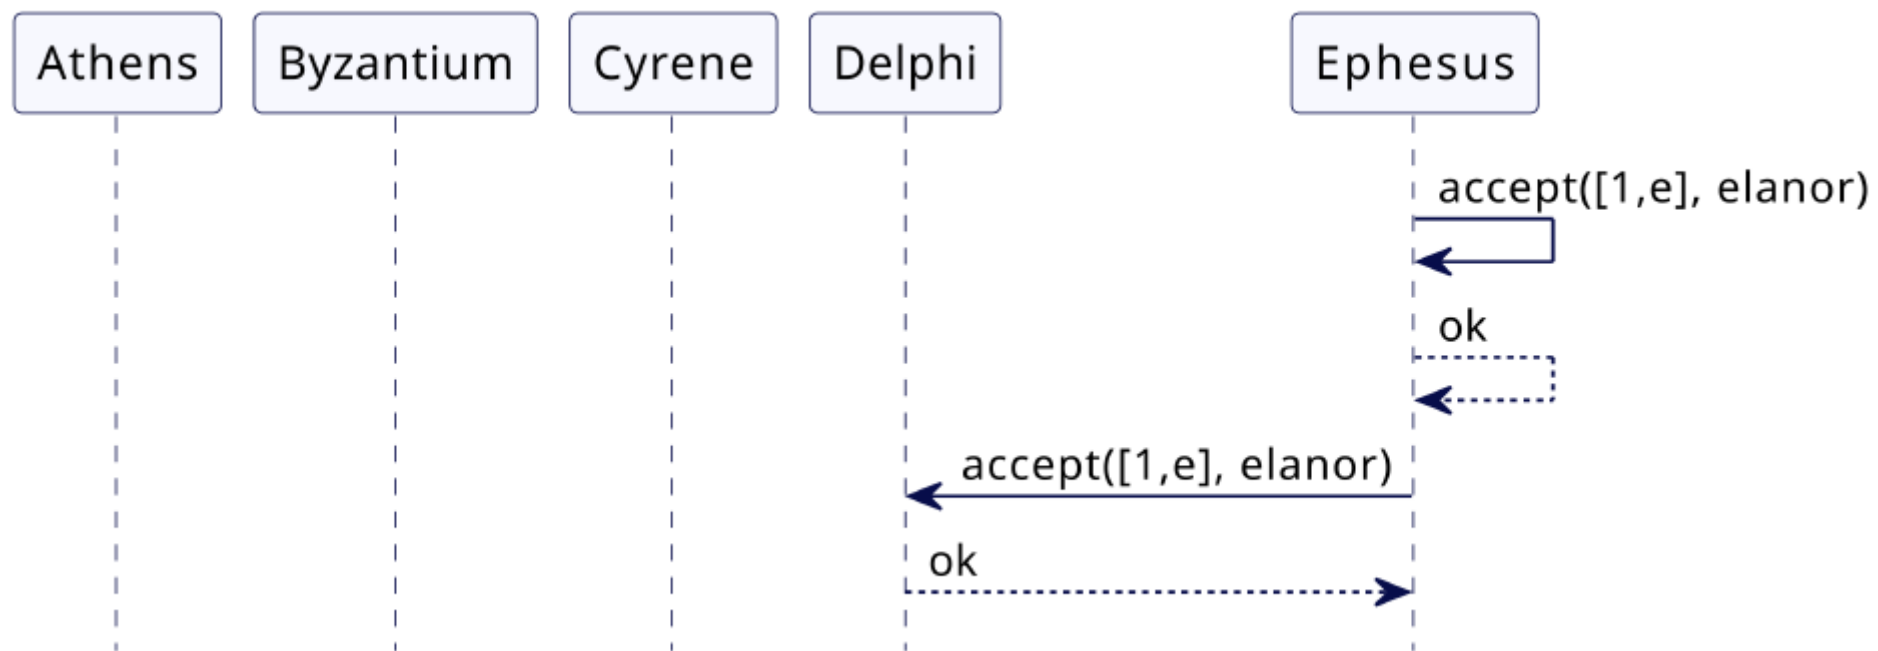 Athens
Byzantium
Cyrene
Delphi
Ephesus
accept([1,e], elanor)
ok
accept([1,e], elanor)
ok